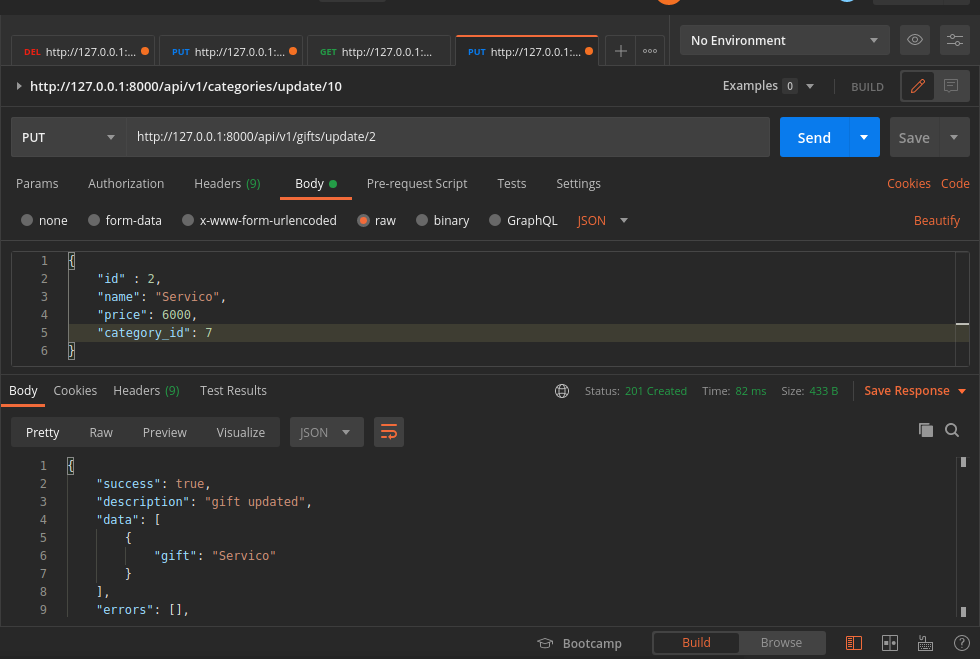 DEL http://127.0.0.1:... PUT http://127.0.0.1:... GET http://127.0.0.1:... PUT http://127.0.0.1:... No Environment
http://127.0.0.1:8000/api/v1/categories/update/10 Examples 0 BUILD
PUT http://127.0.0.1:8000/api/v1/gifts/update/2 Send Save
Params Authorization Headers (9) Body Pre-request Script Tests Settings Cookies Code
none form-data x-www-form-urlencoded raw binary GraphQL JSON Beautify
1 {
2 "id" : 2,
3 "name": "Servico",
4 "price": 6000,
5 "category_id": 7
6 }
Body Cookies Headers (9) Test Results Status: 201 Created Time: 82 ms Size: 433 B Save Response
Pretty Raw Preview Visualize JSON
1 {
2 "success": true,
3 "description": "gift updated",
4 "data": [
5 {
6 "gift": "Servico"
7 }
8 ],
9 "errors": [],
Bootcamp Build Browse